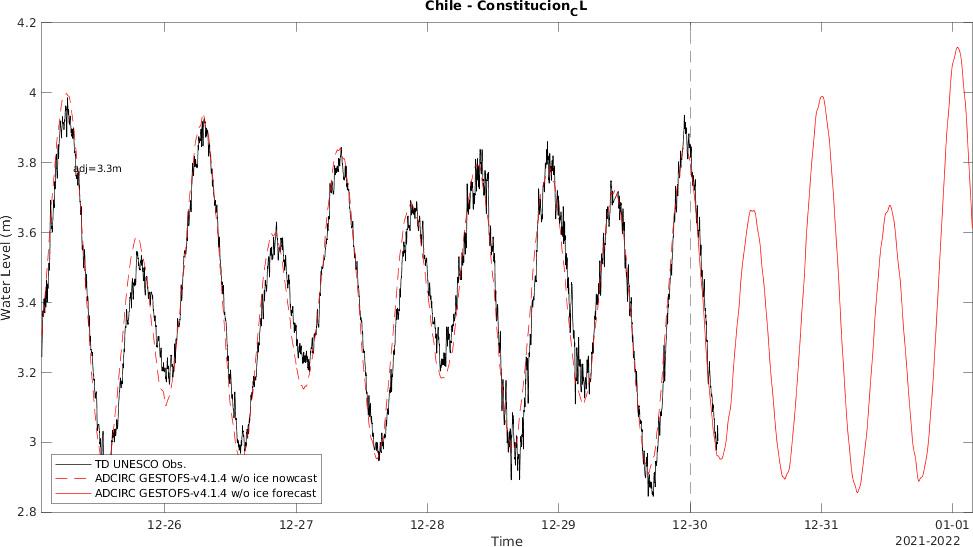 Chile - Constitucion_CL
4.2
4
3.8
3.6
3.4
3.2
3
2.8
Water Level (m)
adj=3.3m
TD UNESCO Obs.
ADCIRC GESTOFS-v4.1.4 w/o ice nowcast
ADCIRC GESTOFS-v4.1.4 w/o ice forecast
12-26 12-27 12-28 12-29 12-30 12-31 01-01
Time
2021-2022